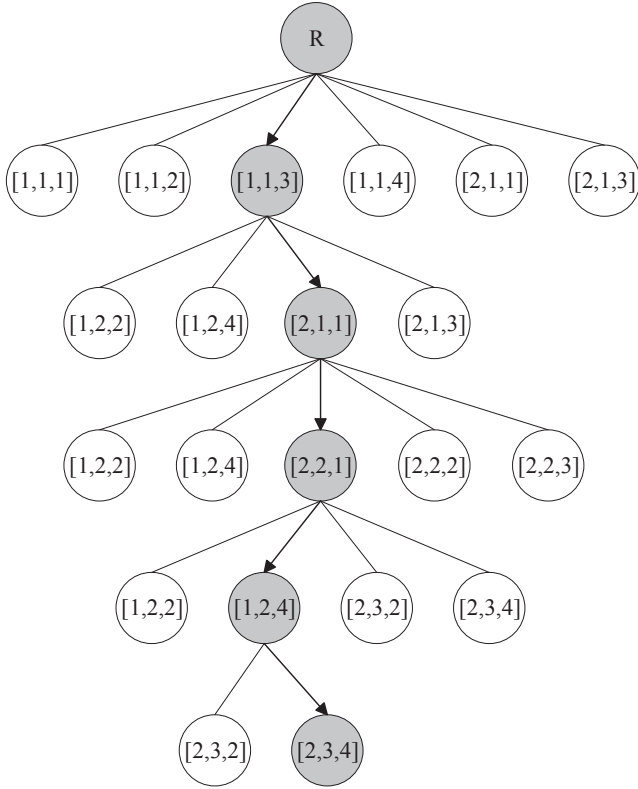 R
[1,1,1] [1,1,2] [1,1,3] [1,1,4] [2,1,1] [2,1,3]
[1,2,2] [1,2,4] [2,1,1] [2,1,3]
[1,2,2] [1,2,4] [2,2,1] [2,2,2] [2,2,3]
[1,2,2] [1,2,4] [2,3,2] [2,3,4]
[2,3,2] [2,3,4]